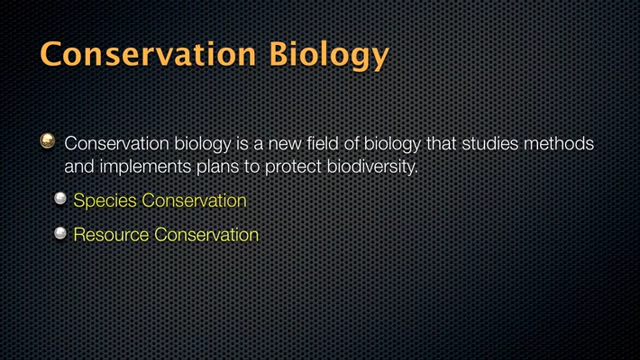 Conservation Biology
Conservation biology is a new field of biology that studies methods
and implements plans to protect biodiversity.
Species Conservation
Resource Conservation